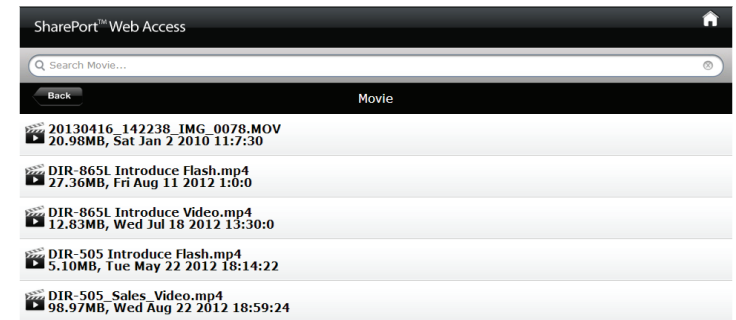 SharePort™ Web Access
Search Movie...
Back
Movie
20130416_142238_IMG_0078.MOV
20.98MB, Sat Jan 2 2010 11:7:30
DIR-865L Introduce Flash.mp4
27.36MB, Fri Aug 11 2012 1:0:0
DIR-865L Introduce Video.mp4
12.83MB, Wed Jul 18 2012 13:30:0
DIR-505 Introduce Flash.mp4
5.10MB, Tue May 22 2012 18:14:22
DIR-505_Sales_Video.mp4
98.97MB, Wed Aug 22 2012 18:59:24